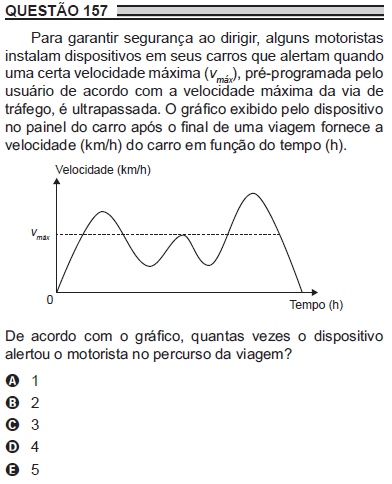 QUESTÃO 157
Para garantir segurança ao dirigir, alguns motoristas
instalam dispositivos em seus carros que alertam quando
uma certa velocidade máxima (vmáx), pré-programada pelo
usuário de acordo com a velocidade máxima da via de
tráfego, é ultrapassada. O gráfico exibido pelo dispositivo
no painel do carro após o final de uma viagem fornece a
velocidade (km/h) do carro em função do tempo (h).
Velocidade (km/h)
vmáx
0
Tempo (h)
De acordo com o gráfico, quantas vezes o dispositivo
alertou o motorista no percurso da viagem?
A 1
B 2
C 3
D 4
E 5